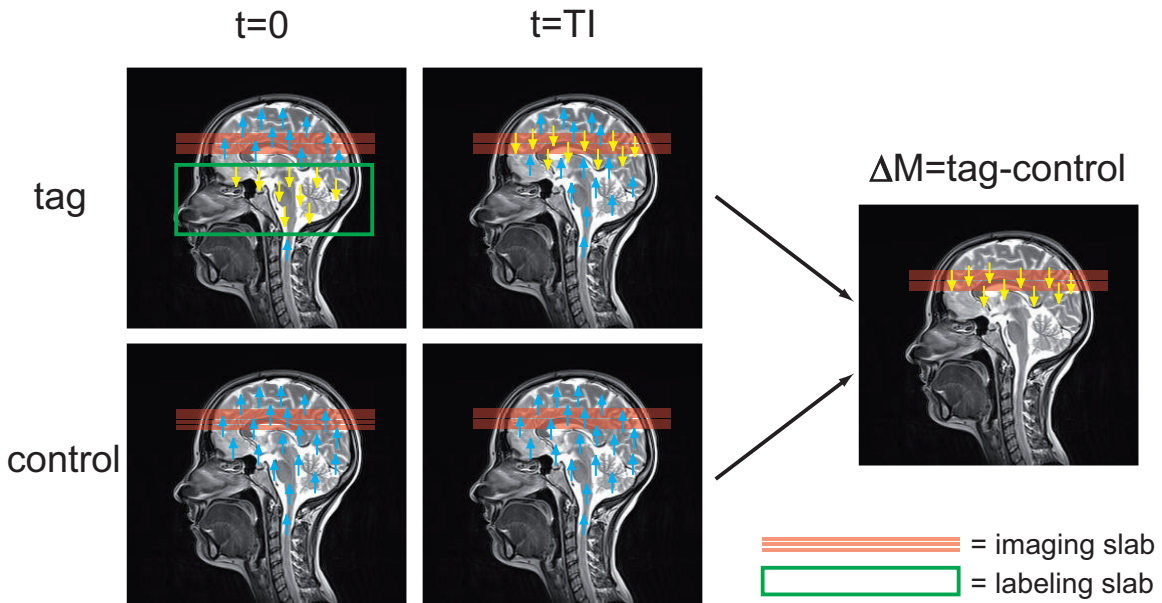 t=0
t=TI
tag
ΔM=tag-control
control
= imaging slab
= labeling slab